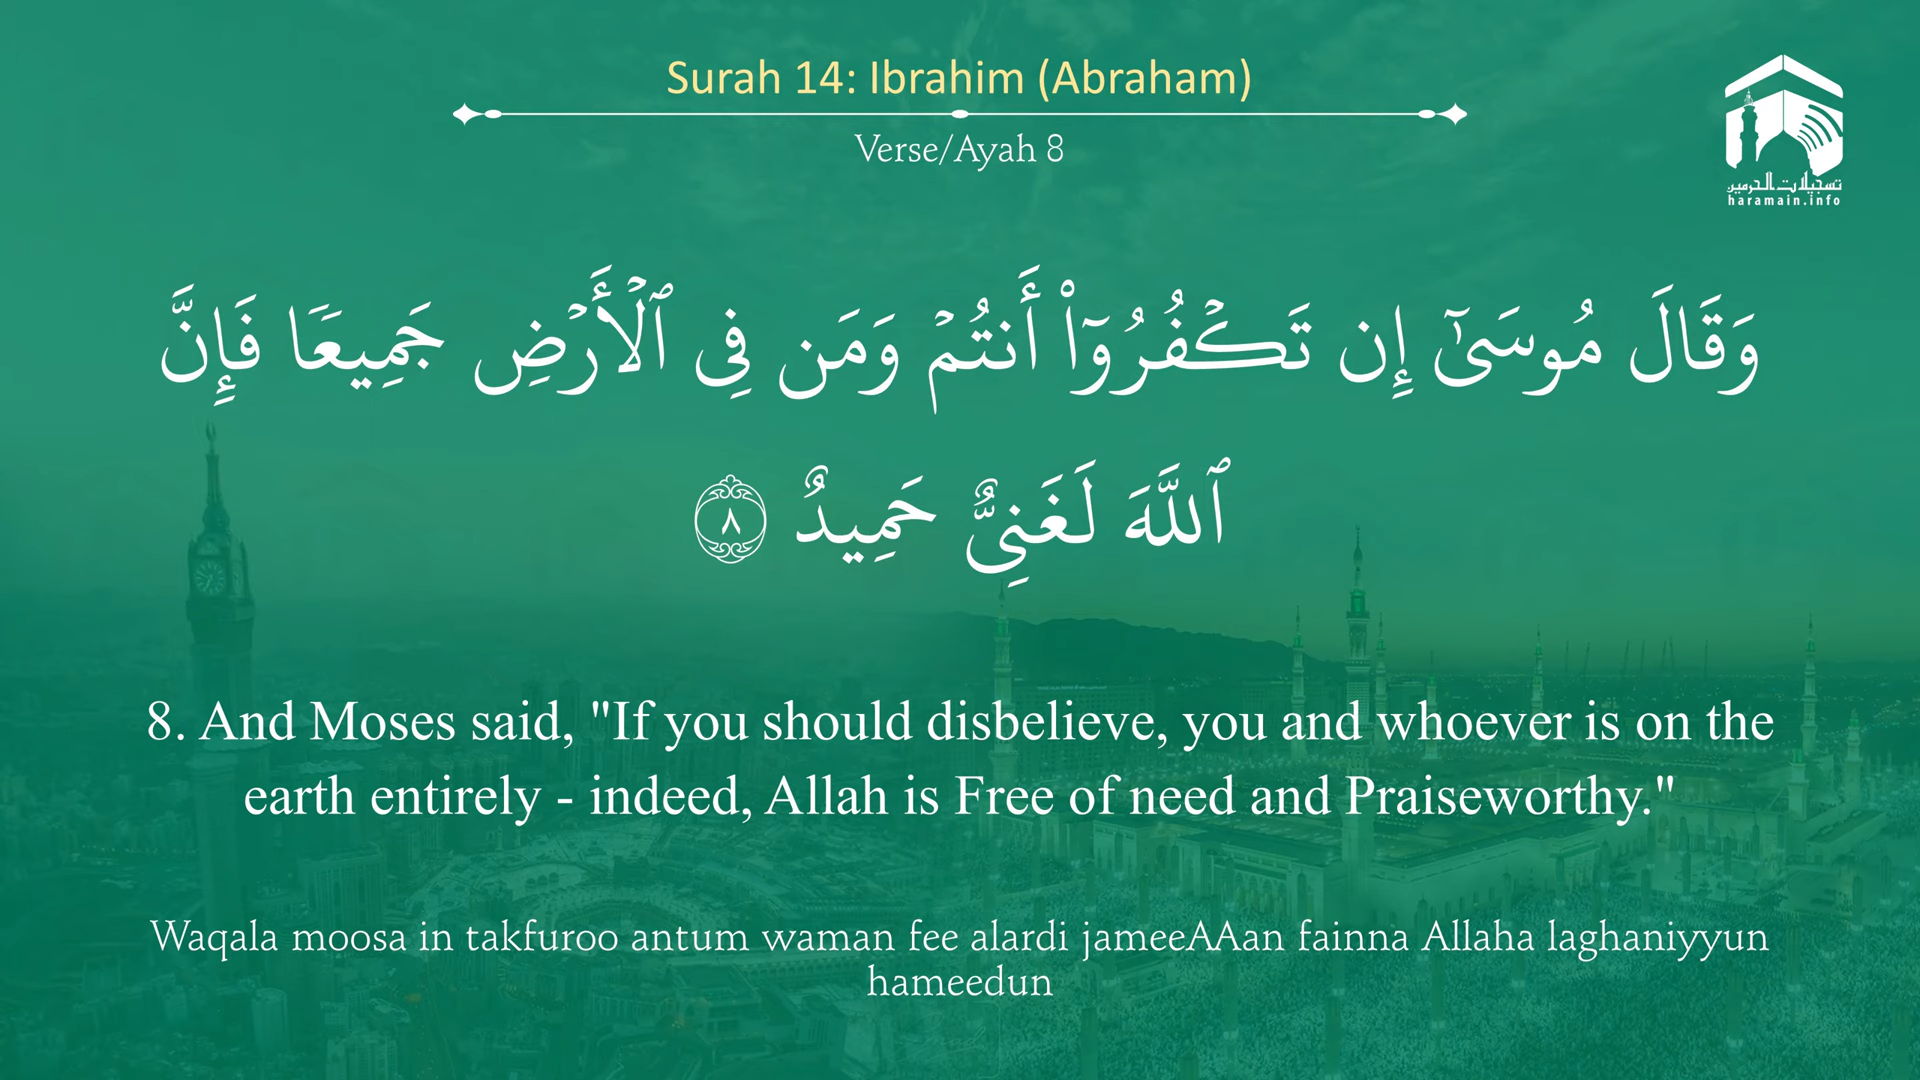 Surah 14: Ibrahim (Abraham)
Verse/Ayah 8
تسجيلات الحرمين
haramain.info
وَقَالَ مُوسَىٰٓ إِن تَكْفُرُوٓا۟ أَنتُمْ وَمَن فِى ٱلْأَرْضِ جَمِيعًا فَإِنَّ
ٱللَّهَ لَغَنِىٌّ حَمِيدٌ ٨
8. And Moses said, "If you should disbelieve, you and whoever is on the
earth entirely - indeed, Allah is Free of need and Praiseworthy."
Waqala moosa in takfuroo antum waman fee alardi jameeAAan fainna Allaha laghaniyyun
hameedun